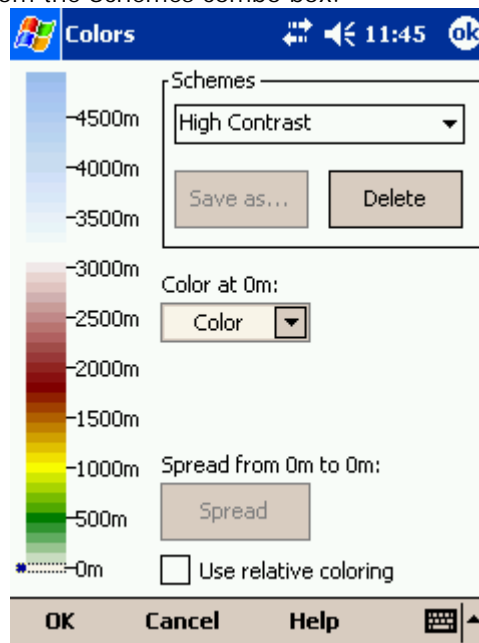 om the Schemes combo box.
Colors 11:45 ok
Schemes
High Contrast
Save as... Delete
4500m
4000m
3500m
3000m
2500m
2000m
1500m
1000m
500m
0m
Color at 0m:
Color
Spread from 0m to 0m:
Spread
Use relative coloring
OK Cancel Help